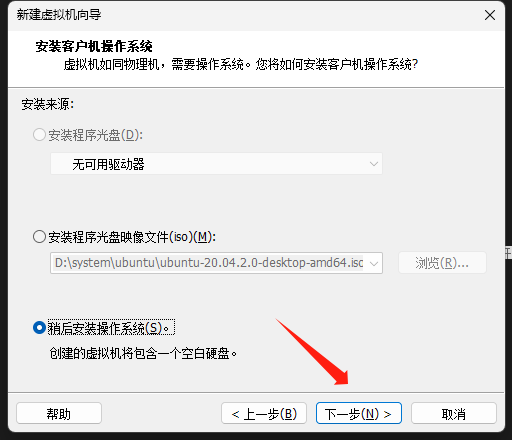 新建虚拟机向导
安装客户机操作系统
虚拟机如同物理机，需要操作系统。您将如何安装客户机操作系统?
安装来源:
安装程序光盘(D):
无可用驱动器
安装程序光盘映像文件(iso)(M):
D:\system\ubuntu\ubuntu-20.04.2.0-desktop-amd64.iso
浏览(R)...
稍后安装操作系统(S)。
创建的虚拟机将包含一个空白硬盘。
帮助
< 上一步(B)
下一步(N) >
取消